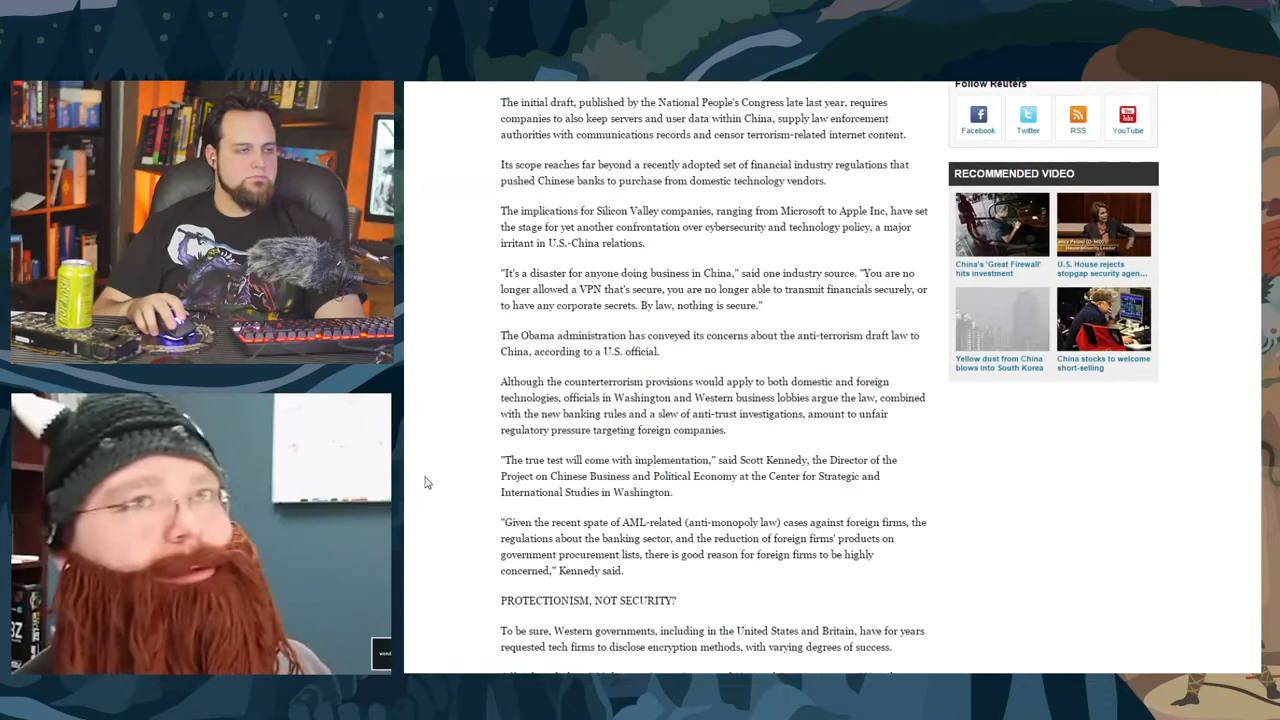 The initial draft, published by the National People's Congress late last year, requires
companies to also keep servers and user data within China, supply law enforcement
authorities with communications records and censor terrorism-related internet content.
Its scope reaches far beyond a recently adopted set of financial industry regulations that
pushed Chinese banks to purchase from domestic technology vendors.
The implications for Silicon Valley companies, ranging from Microsoft to Apple Inc, have set
the stage for yet another confrontation over cybersecurity and technology policy, a major
irritant in U.S.-China relations.
"It's a disaster for anyone doing business in China," said one industry source. "You are no
longer allowed a VPN that's secure, you are no longer able to transmit financials securely, or
to have any corporate secrets. By law, nothing is secure."
The Obama administration has conveyed its concerns about the anti-terrorism draft law to
China, according to a U.S. official.
Although the counterterrorism provisions would apply to both domestic and foreign
technologies, officials in Washington and Western business lobbies argue the law, combined
with the new banking rules and a slew of anti-trust investigations, amount to unfair
regulatory pressure targeting foreign companies.
"The true test will come with implementation," said Scott Kennedy, the Director of the
Project on Chinese Business and Political Economy at the Center for Strategic and
International Studies in Washington.
"Given the recent spate of AML-related (anti-monopoly law) cases against foreign firms, the
regulations about the banking sector, and the reduction of foreign firms' products on
government procurement lists, there is good reason for foreign firms to be highly
concerned," Kennedy said.
PROTECTIONISM, NOT SECURITY?
To be sure, Western governments, including in the United States and Britain, have for years
requested tech firms to disclose encryption methods, with varying degrees of success.
Follow Reuters
Facebook
Twitter
RSS
YouTube
RECOMMENDED VIDEO
China's 'Great Firewall'
hits investment
U.S. House rejects
stopgap security agen...
Yellow dust from China
blows into South Korea
China stocks to welcome
short-selling